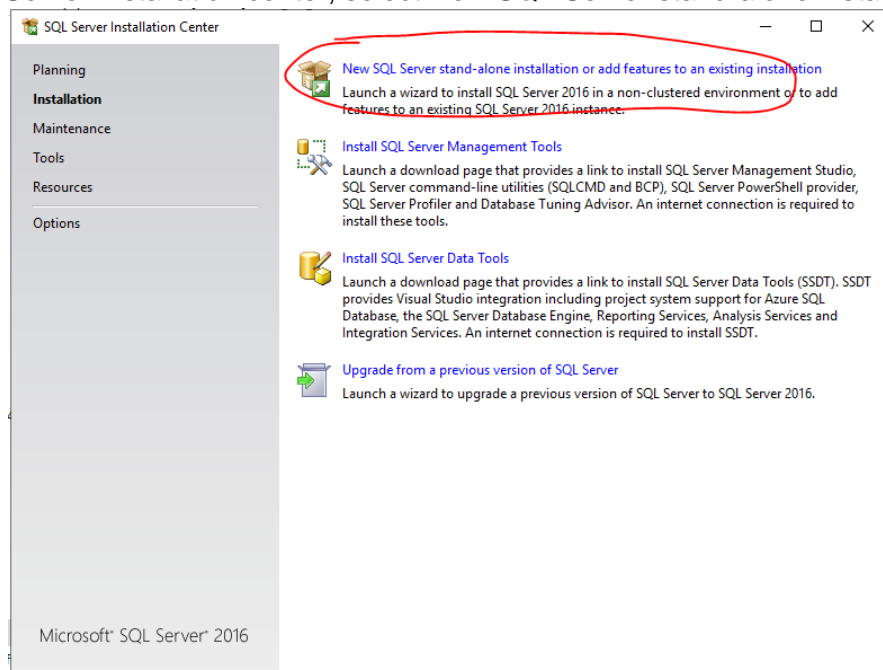 SQL Server Installation Center
Planning
Installation
Maintenance
Tools
Resources
Options
New SQL Server stand-alone installation or add features to an existing installation
Launch a wizard to install SQL Server 2016 in a non-clustered environment or to add
features to an existing SQL Server 2016 instance.
Install SQL Server Management Tools
Launch a download page that provides a link to install SQL Server Management Studio,
SQL Server command-line utilities (SQLCMD and BCP), SQL Server PowerShell provider,
SQL Server Profiler and Database Tuning Advisor. An internet connection is required to
install these tools.
Install SQL Server Data Tools
Launch a download page that provides a link to install SQL Server Data Tools (SSDT). SSDT
provides Visual Studio integration including project system support for Azure SQL
Database, the SQL Server Database Engine, Reporting Services, Analysis Services and
Integration Services. An internet connection is required to install SSDT.
Upgrade from a previous version of SQL Server
Launch a wizard to upgrade a previous version of SQL Server to SQL Server 2016.
Microsoft® SQL Server® 2016